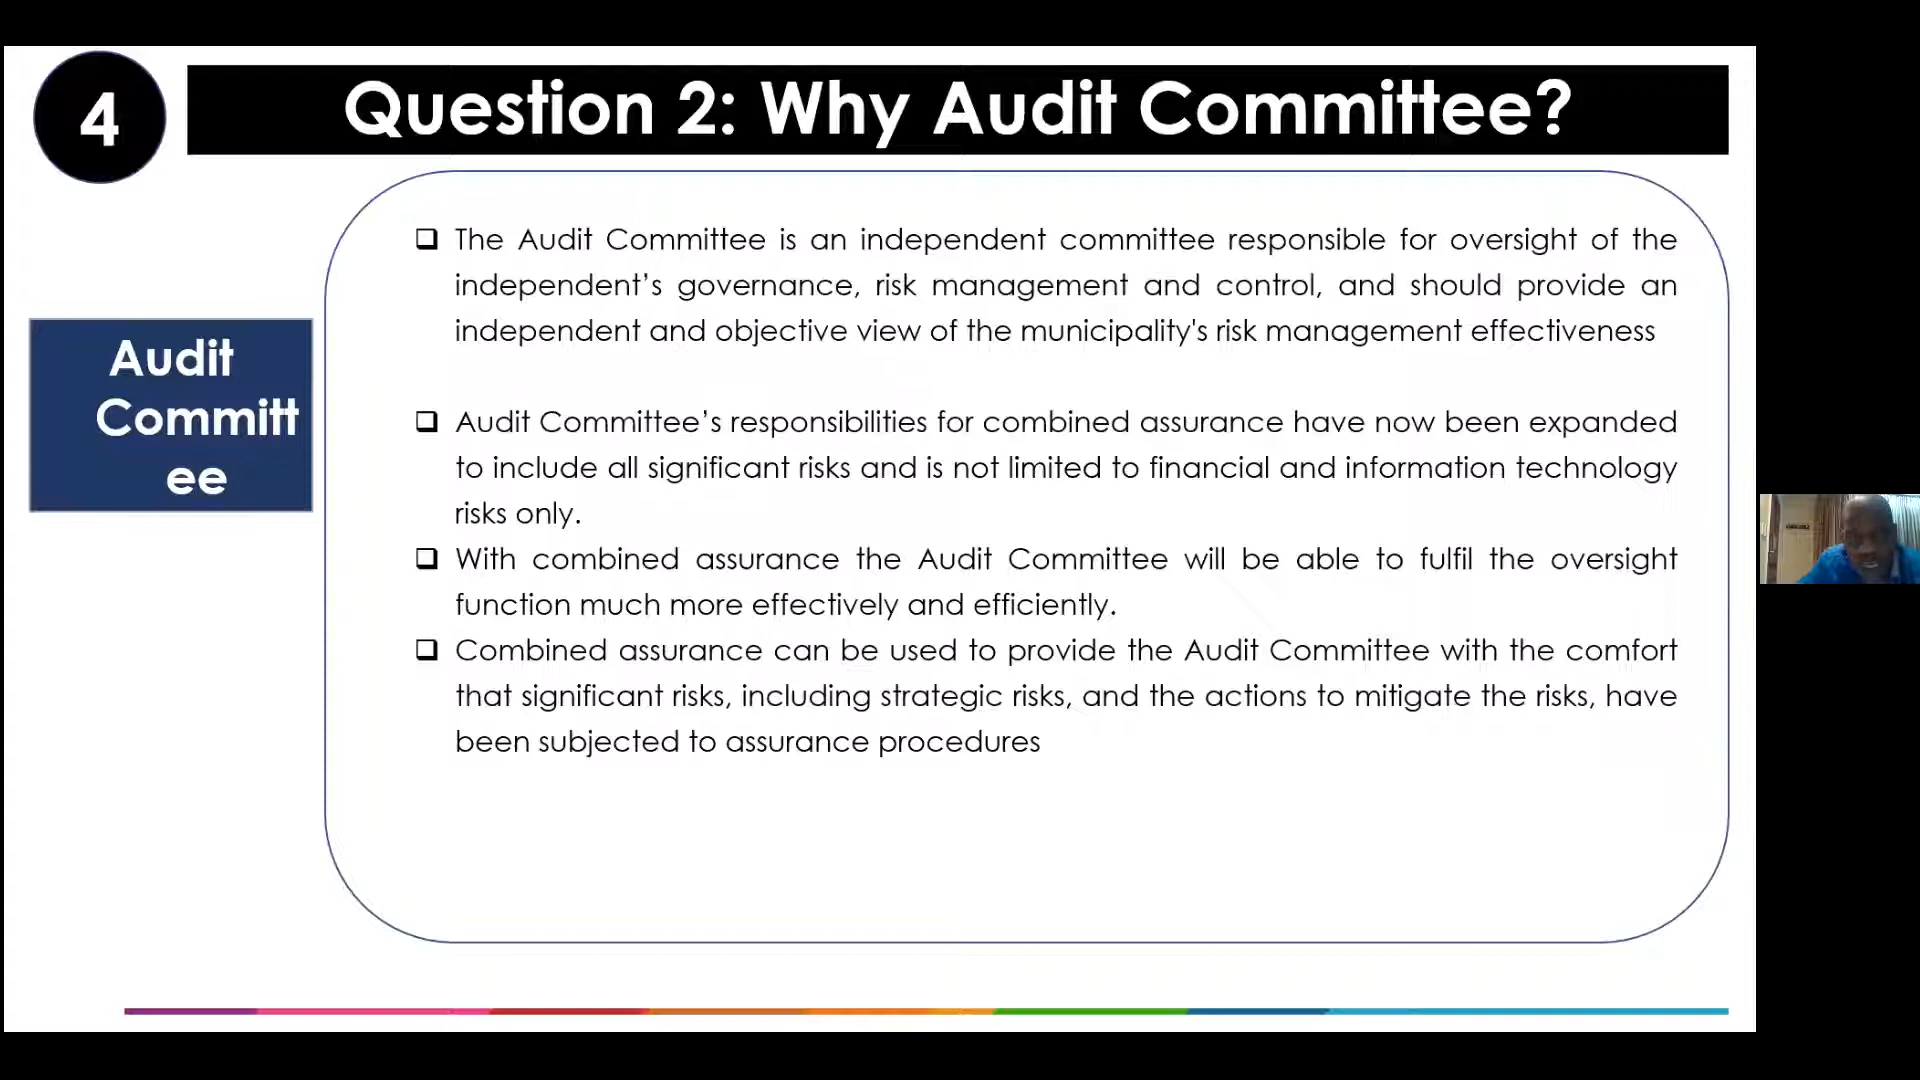 4
Question 2: Why Audit Committee?
Audit
Committ
ee
❑ The Audit Committee is an independent committee responsible for oversight of the
independent’s governance, risk management and control, and should provide an
independent and objective view of the municipality's risk management effectiveness
❑ Audit Committee’s responsibilities for combined assurance have now been expanded
to include all significant risks and is not limited to financial and information technology
risks only.
❑ With combined assurance the Audit Committee will be able to fulfil the oversight
function much more effectively and efficiently.
❑ Combined assurance can be used to provide the Audit Committee with the comfort
that significant risks, including strategic risks, and the actions to mitigate the risks, have
been subjected to assurance procedures